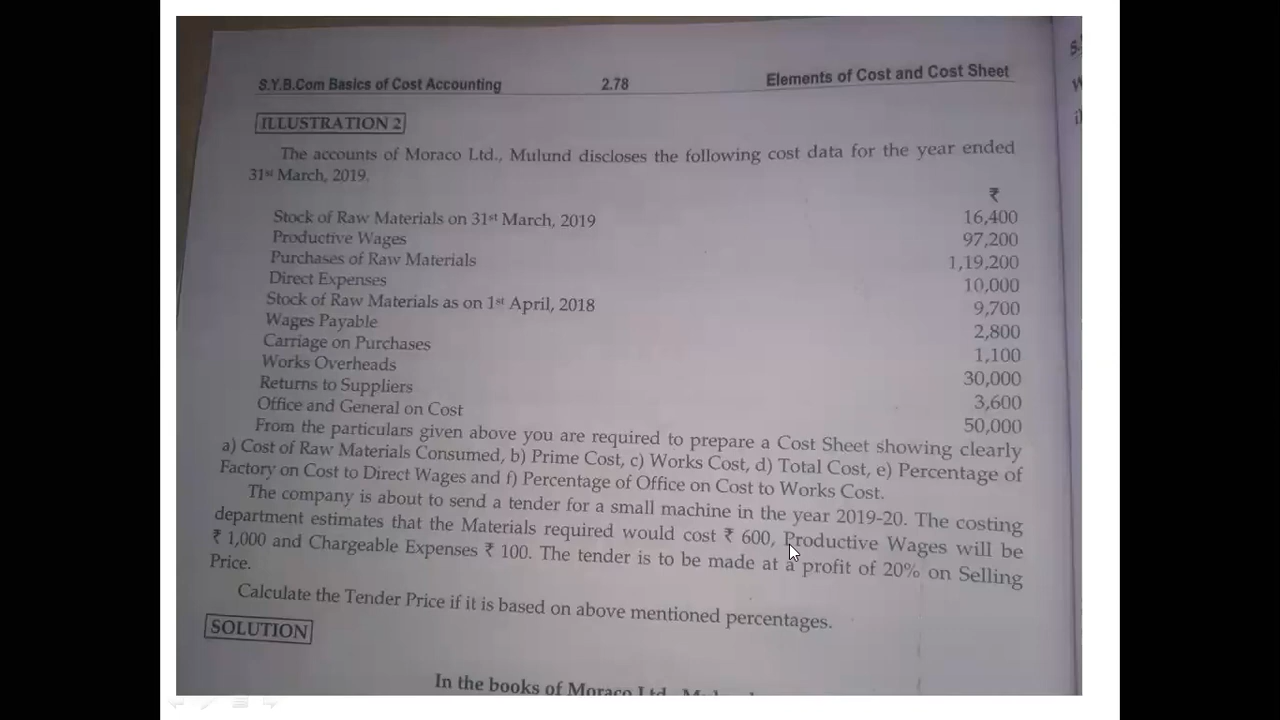 S.Y.B.Com Basics of Cost Accounting 2.78 Elements of Cost and Cost Sheet
ILLUSTRATION 2
The accounts of Moraco Ltd., Mulund discloses the following cost data for the year ended
31st March, 2019.
₹
Stock of Raw Materials on 31st March, 2019 16,400
Productive Wages 97,200
Purchases of Raw Materials 1,19,200
Direct Expenses 10,000
Stock of Raw Materials as on 1st April, 2018 9,700
Wages Payable 2,800
Carriage on Purchases 1,100
Works Overheads 30,000
Returns to Suppliers 3,600
Office and General on Cost 50,000
From the particulars given above you are required to prepare a Cost Sheet showing clearly
a) Cost of Raw Materials Consumed, b) Prime Cost, c) Works Cost, d) Total Cost, e) Percentage of
Factory on Cost to Direct Wages and f) Percentage of Office on Cost to Works Cost.
The company is about to send a tender for a small machine in the year 2019-20. The costing
department estimates that the Materials required would cost ₹ 600, Productive Wages will be
₹ 1,000 and Chargeable Expenses ₹ 100. The tender is to be made at a profit of 20% on Selling
Price.
Calculate the Tender Price if it is based on above mentioned percentages.
SOLUTION
In the books of Moraco Ltd.